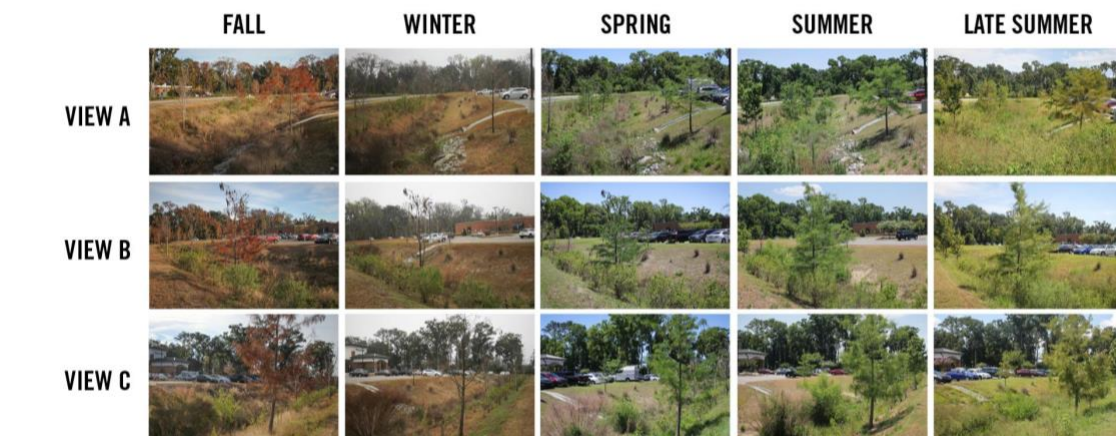 FALL WINTER SPRING SUMMER LATE SUMMER
VIEW A
VIEW B
VIEW C